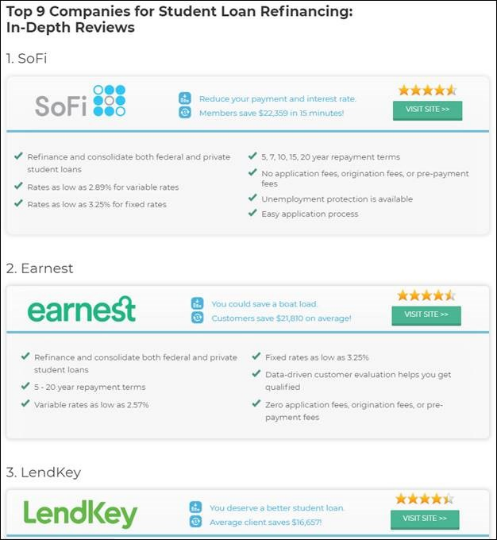 Top 9 Companies for Student Loan Refinancing:
In-Depth Reviews
1. SoFi
SoFi
Reduce your payment and interest rate.
Members save $22,359 in 15 minutes!
VISIT SITE >>
Refinance and consolidate both federal and private
student loans
Rates as low as 2.89% for variable rates
Rates as low as 3.25% for fixed rates
5, 7, 10, 15, 20 year repayment terms
No application fees, origination fees, or pre-payment
fees
Unemployment protection is available
Easy application process
2. Earnest
earnest
You could save a boat load.
Customers save $21,810 on average!
VISIT SITE >>
Refinance and consolidate both federal and private
student loans
5 - 20 year repayment terms
Variable rates as low as 2.57%
Fixed rates as low as 3.25%
Data-driven customer evaluation helps you get
qualified
Zero application fees, origination fees, or pre-
payment fees
3. LendKey
LendKey
You deserve a better student loan.
Average client saves $16,657!
VISIT SITE >>